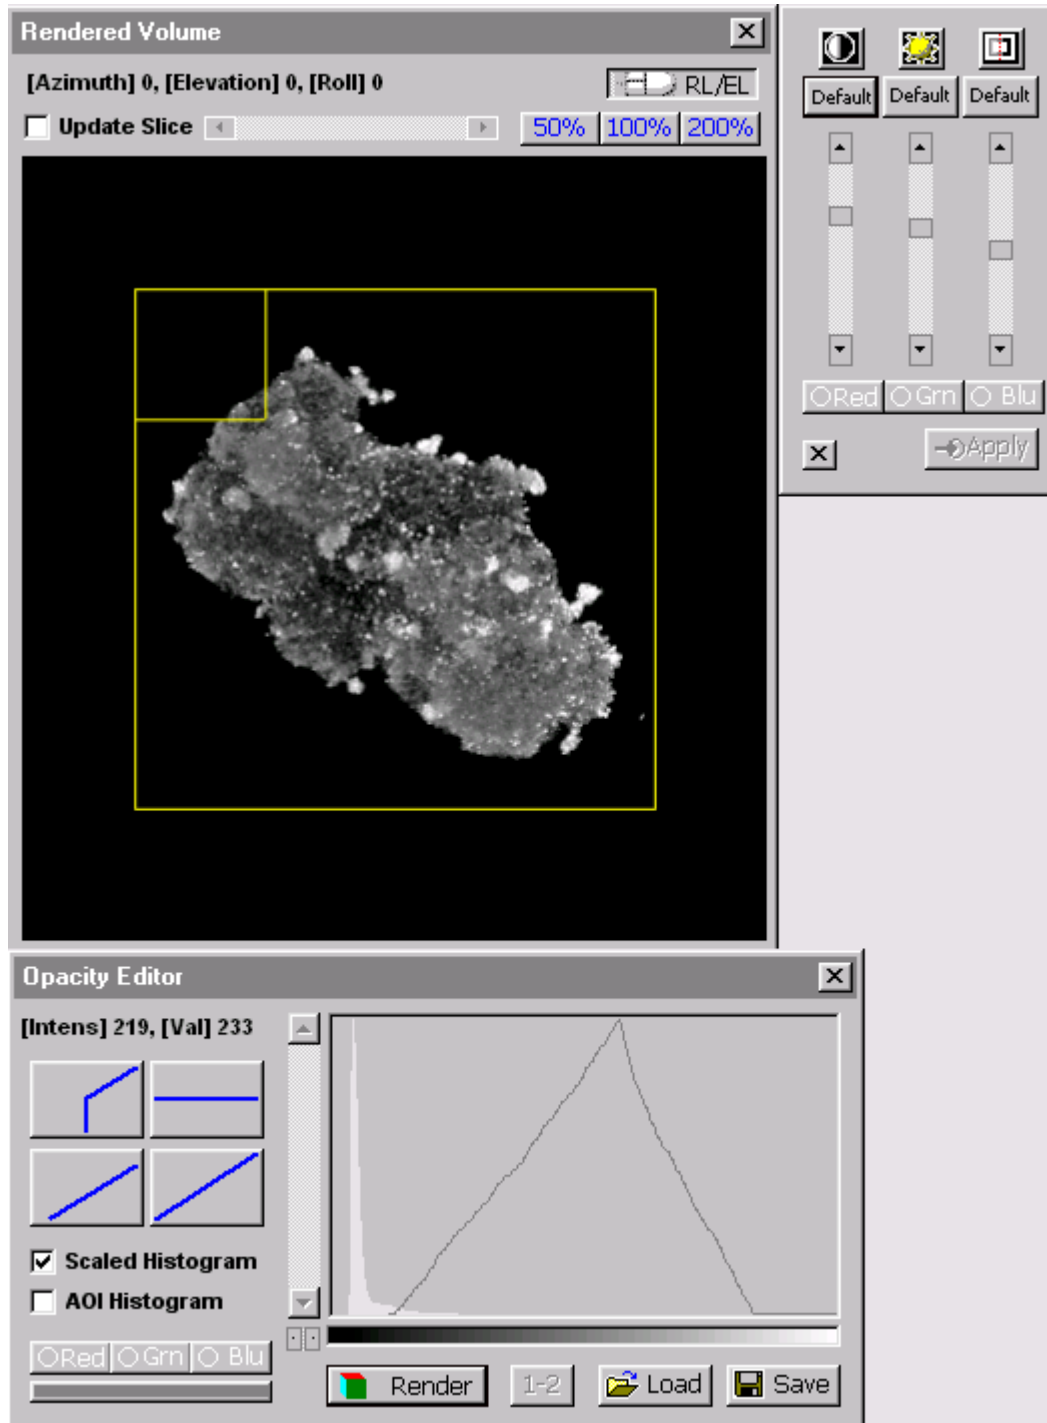 Rendered Volume
[Azimuth] 0, [Elevation] 0, [Roll] 0 RL/EL
Update Slice 50% 100% 200%
Default Default Default
Red Grn Blu
Apply
Opacity Editor
[Intens] 219, [Val] 233
Scaled Histogram
AOI Histogram
Red Grn Blu
Render 1-2 Load Save